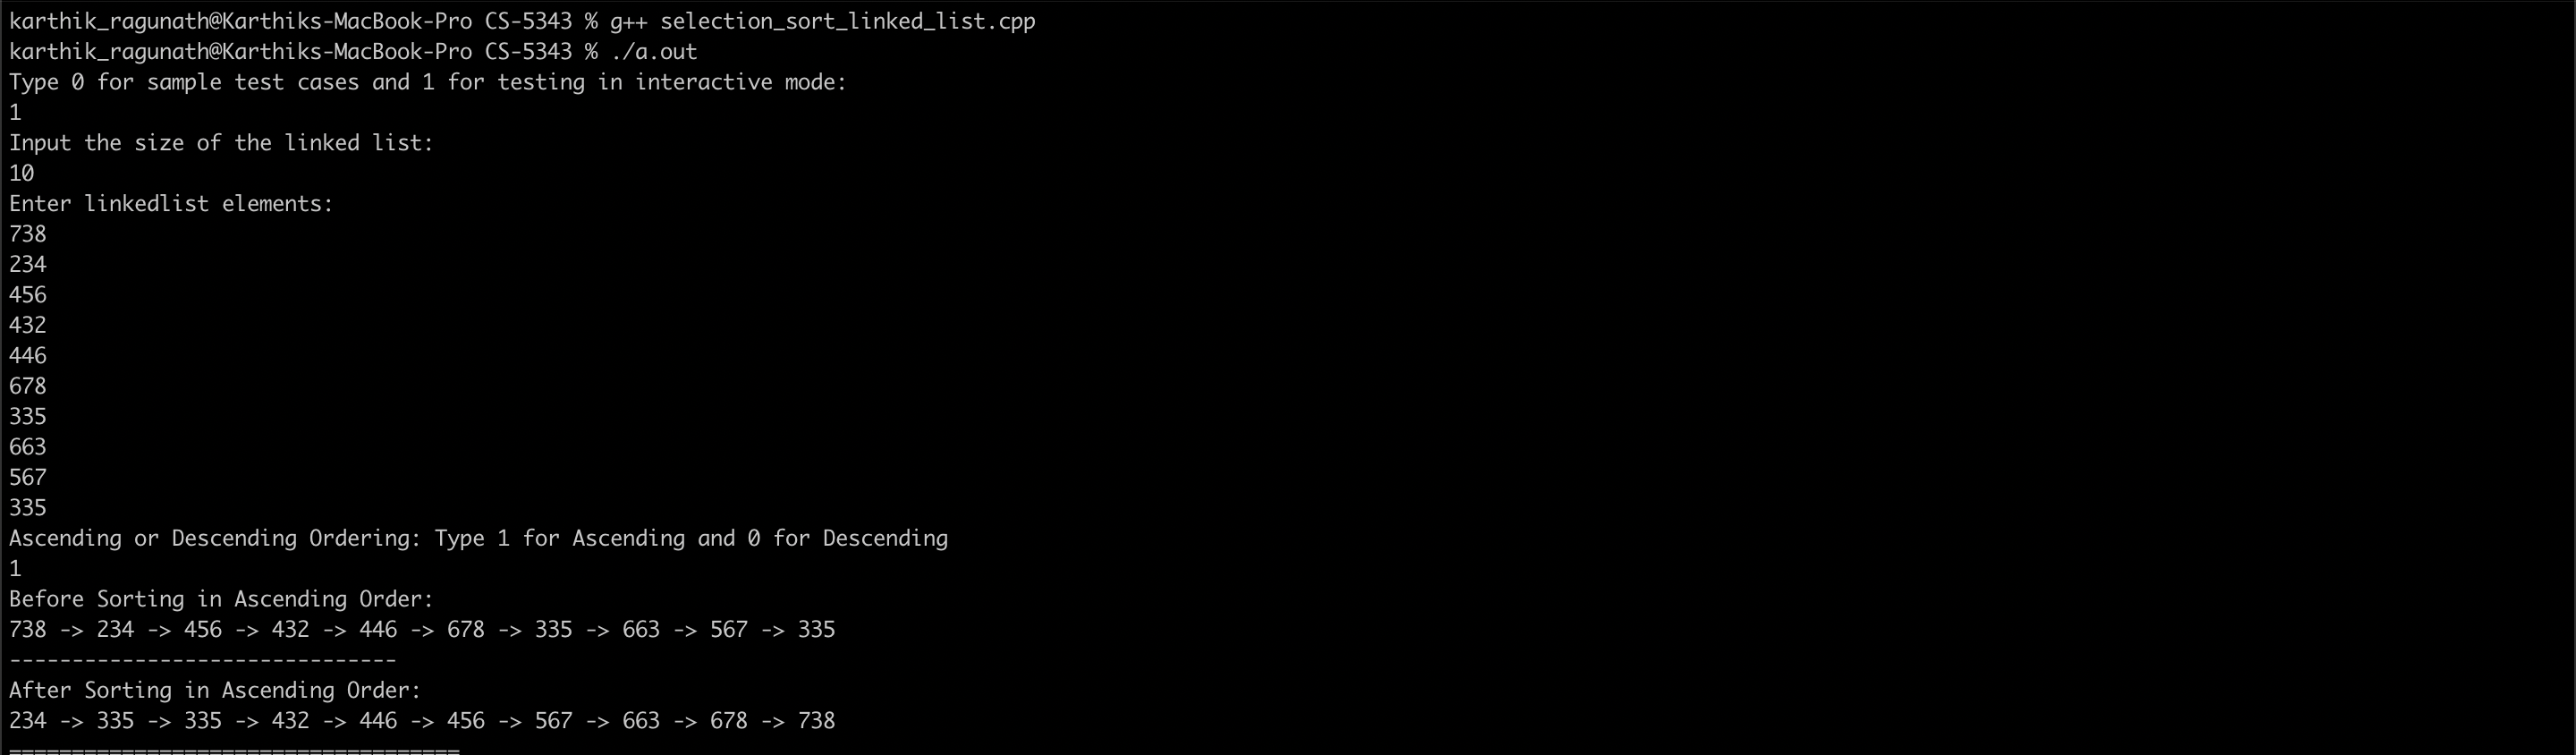 karthik_ragunath@Karthiks-MacBook-Pro CS-5343 % g++ selection_sort_linked_list.cpp
karthik_ragunath@Karthiks-MacBook-Pro CS-5343 % ./a.out
Type 0 for sample test cases and 1 for testing in interactive mode:
1
Input the size of the linked list:
10
Enter linkedlist elements:
738
234
456
432
446
678
335
663
567
335
Ascending or Descending Ordering: Type 1 for Ascending and 0 for Descending
1
Before Sorting in Ascending Order:
738 -> 234 -> 456 -> 432 -> 446 -> 678 -> 335 -> 663 -> 567 -> 335
-------------------------------
After Sorting in Ascending Order:
234 -> 335 -> 335 -> 432 -> 446 -> 456 -> 567 -> 663 -> 678 -> 738
====================================